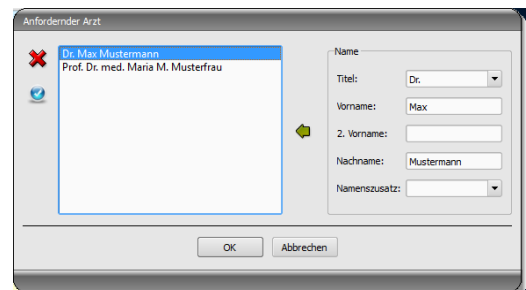 Anfordernder Arzt
Dr. Max Mustermann
Prof. Dr. med. Maria M. Musterfrau
Name
Titel: Dr.
Vorname: Max
2. Vorname:
Nachname: Mustermann
Namenszusatz:
OK Abbrechen